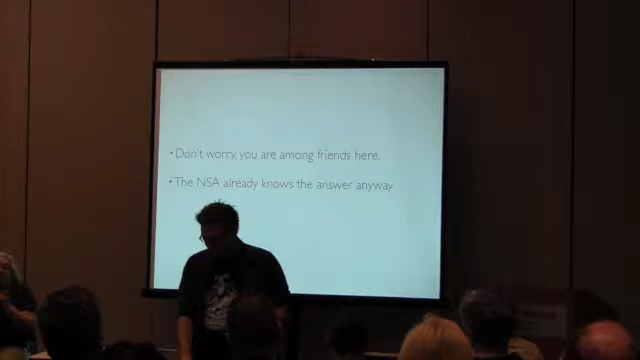 • Don't worry, you are among friends here.
• The NSA already knows the answer anyway